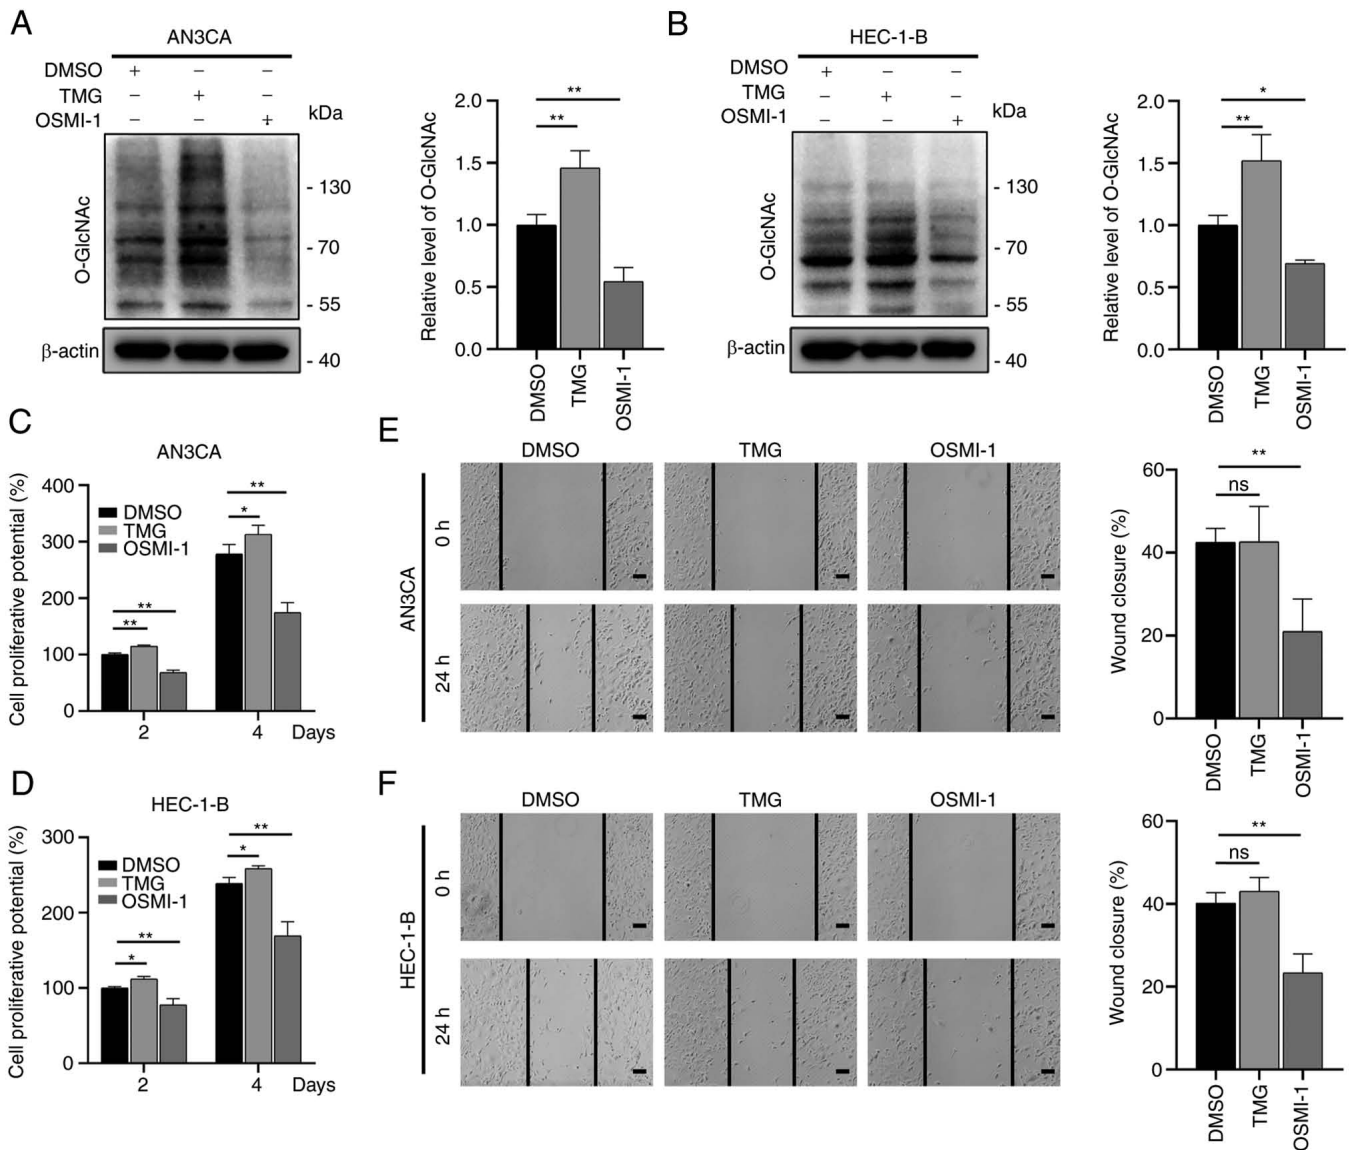 A
AN3CA
DMSO + − −
TMG − + −
OSMI-1 − − +
kDa
O-GlcNAc
- 130
- 70
- 55
β-actin
- 40
Relative level of O-GlcNAc
2.0
1.5
1.0
0.5
0.0
**
**
DMSO
TMG
OSMI-1
B
HEC-1-B
DMSO + − −
TMG − + −
OSMI-1 − − +
kDa
O-GlcNAc
- 130
- 70
- 55
β-actin
- 40
Relative level of O-GlcNAc
2.0
1.5
1.0
0.5
0.0
*
**
DMSO
TMG
OSMI-1
C
AN3CA
Cell proliferative potential (%)
400
300
200
100
0
DMSO
TMG
OSMI-1
**
**
**
*
2 4 Days
D
HEC-1-B
Cell proliferative potential (%)
300
200
100
0
DMSO
TMG
OSMI-1
**
*
**
*
2 4 Days
E
DMSO TMG OSMI-1
AN3CA
0 h
24 h
Wound closure (%)
60
40
20
0
**
ns
DMSO
TMG
OSMI-1
F
DMSO TMG OSMI-1
HEC-1-B
0 h
24 h
Wound closure (%)
60
40
20
0
**
ns
DMSO
TMG
OSMI-1